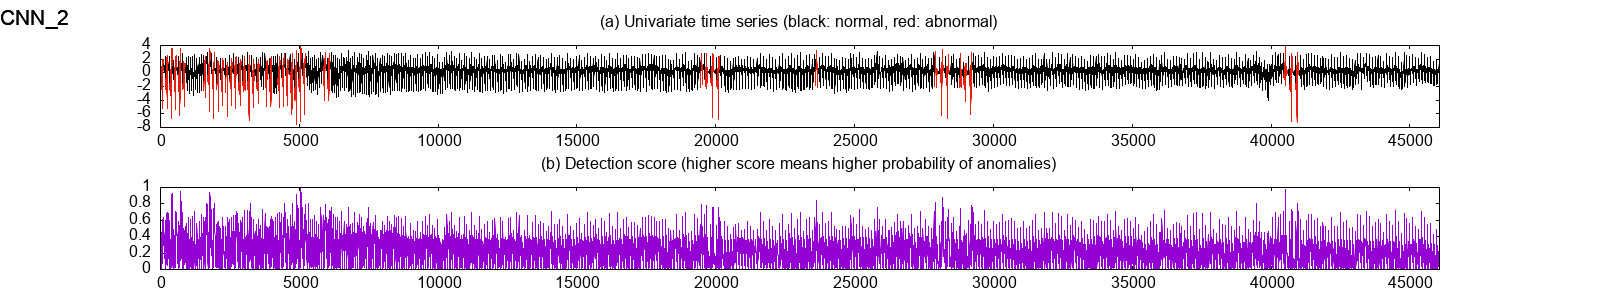 CNN_2
(a) Univariate time series (black: normal, red: abnormal)
4
2
0
-2
-4
-6
-8
0 5000 10000 15000 20000 25000 30000 35000 40000 45000
(b) Detection score (higher score means higher probability of anomalies)
1
0.8
0.6
0.4
0.2
0
0 5000 10000 15000 20000 25000 30000 35000 40000 45000